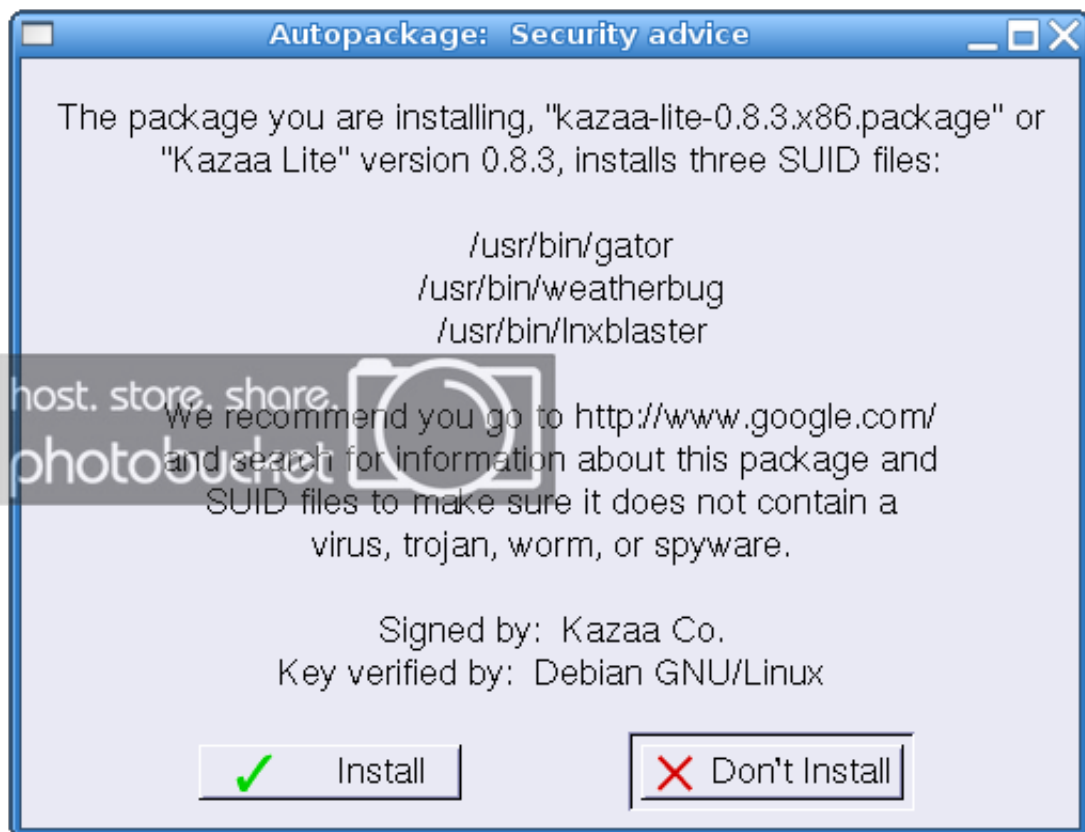 Autopackage: Security advice
The package you are installing, "kazaa-lite-0.8.3.x86.package" or
"Kazaa Lite" version 0.8.3, installs three SUID files:
/usr/bin/gator
/usr/bin/weatherbug
/usr/bin/lnxblaster
host. store. share.
We recommend you go to http://www.google.com/
photobucket
and search for information about this package and
SUID files to make sure it does not contain a
virus, trojan, worm, or spyware.
Signed by: Kazaa Co.
Key verified by: Debian GNU/Linux
Install
Don't Install